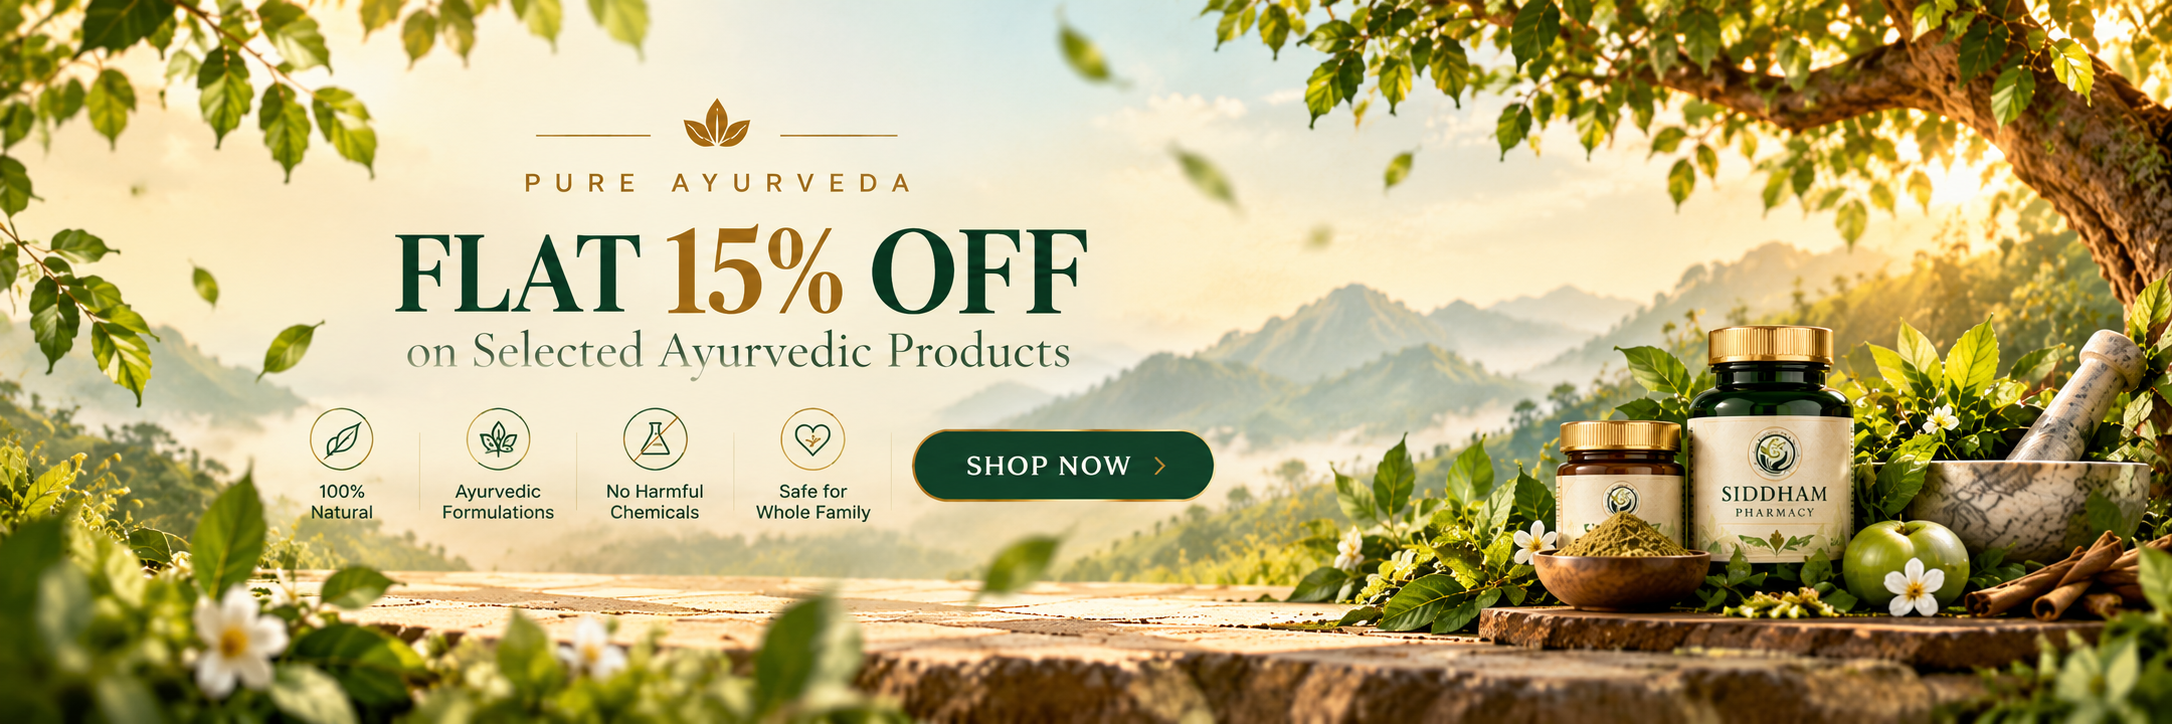 PURE AYURVEDA
FLAT 15% OFF
on Selected Ayurvedic Products
100%
Natural
Ayurvedic
Formulations
No Harmful
Chemicals
Safe for
Whole Family
SHOP NOW
SIDDHAM
PHARMACY